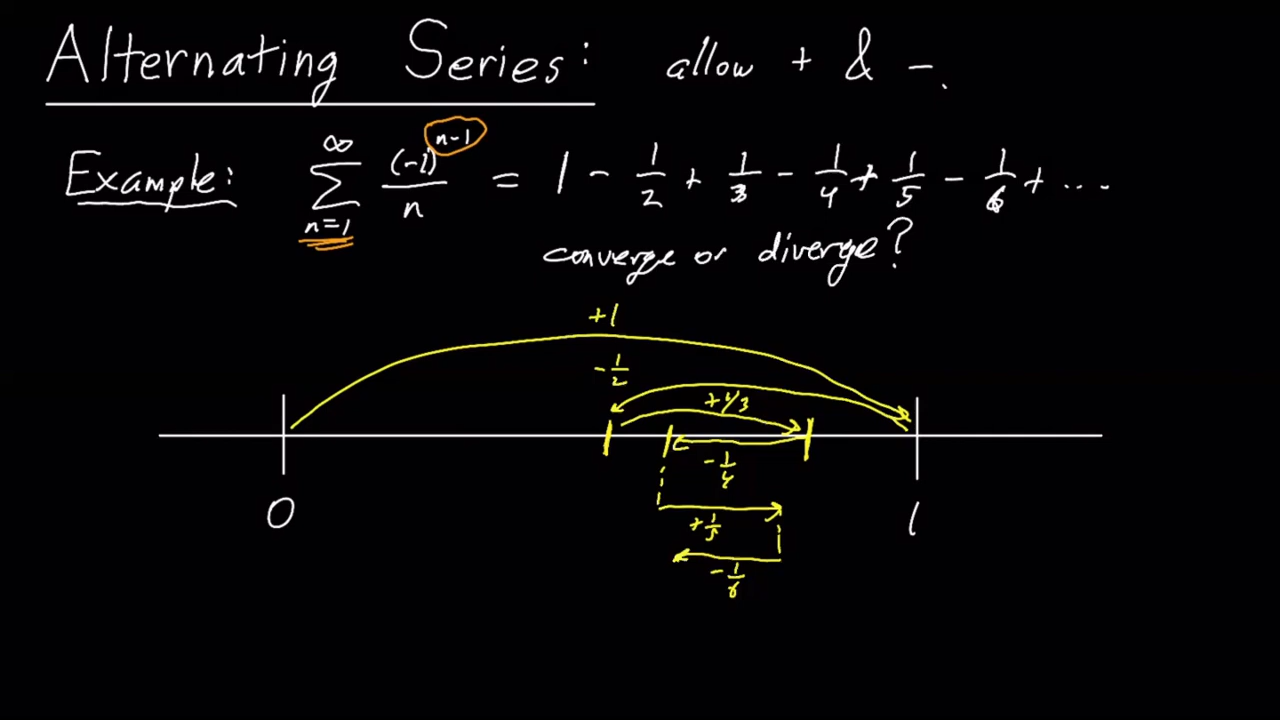 Alternating Series: allow + & -.
Example: ∞ ∑ n=1 (-1)^(n-1)/n = 1 - 1/2 + 1/3 - 1/4 + 1/5 - 1/6 + ...
converge or diverge?
+1
-1/2
+1/3
-1/4
0 +1/5 1
-1/6